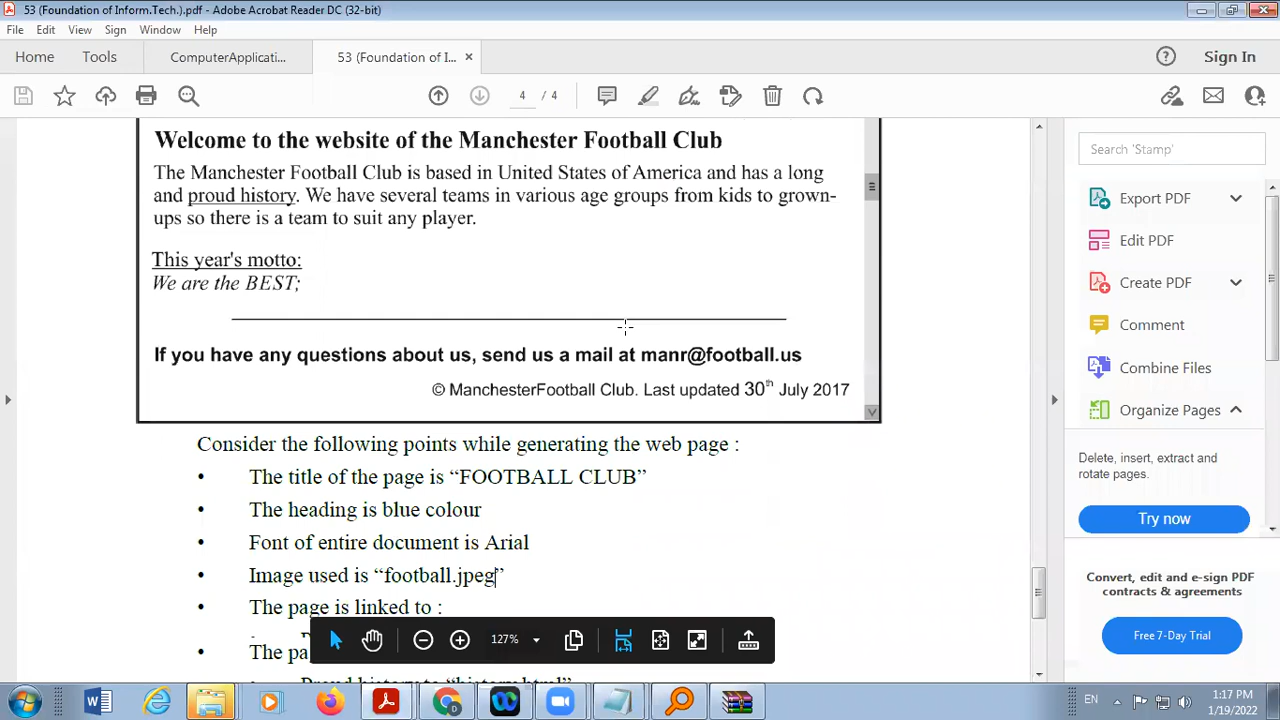 53 (Foundation of Inform.Tech.).pdf - Adobe Acrobat Reader DC (32-bit)
File Edit View Sign Window Help
Home Tools ComputerApplicati... 53 (Foundation of I... × Sign In
4 / 4
Welcome to the website of the Manchester Football Club
The Manchester Football Club is based in United States of America and has a long
and proud history. We have several teams in various age groups from kids to grown-
ups so there is a team to suit any player.
This year's motto:
We are the BEST;
If you have any questions about us, send us a mail at manr@football.us
© ManchesterFootball Club. Last updated 30th July 2017
Consider the following points while generating the web page :
• The title of the page is “FOOTBALL CLUB”
• The heading is blue colour
• Font of entire document is Arial
• Image used is “football.jpeg”
• The page is linked to :
• The pa
127%
Proud history to “history.html”
Search 'Stamp'
Export PDF
Edit PDF
Create PDF
Comment
Combine Files
Organize Pages
Delete, insert, extract and
rotate pages.
Try now
Convert, edit and e-sign PDF
forms & agreements
Free 7-Day Trial
EN
1:17 PM
1/19/2022